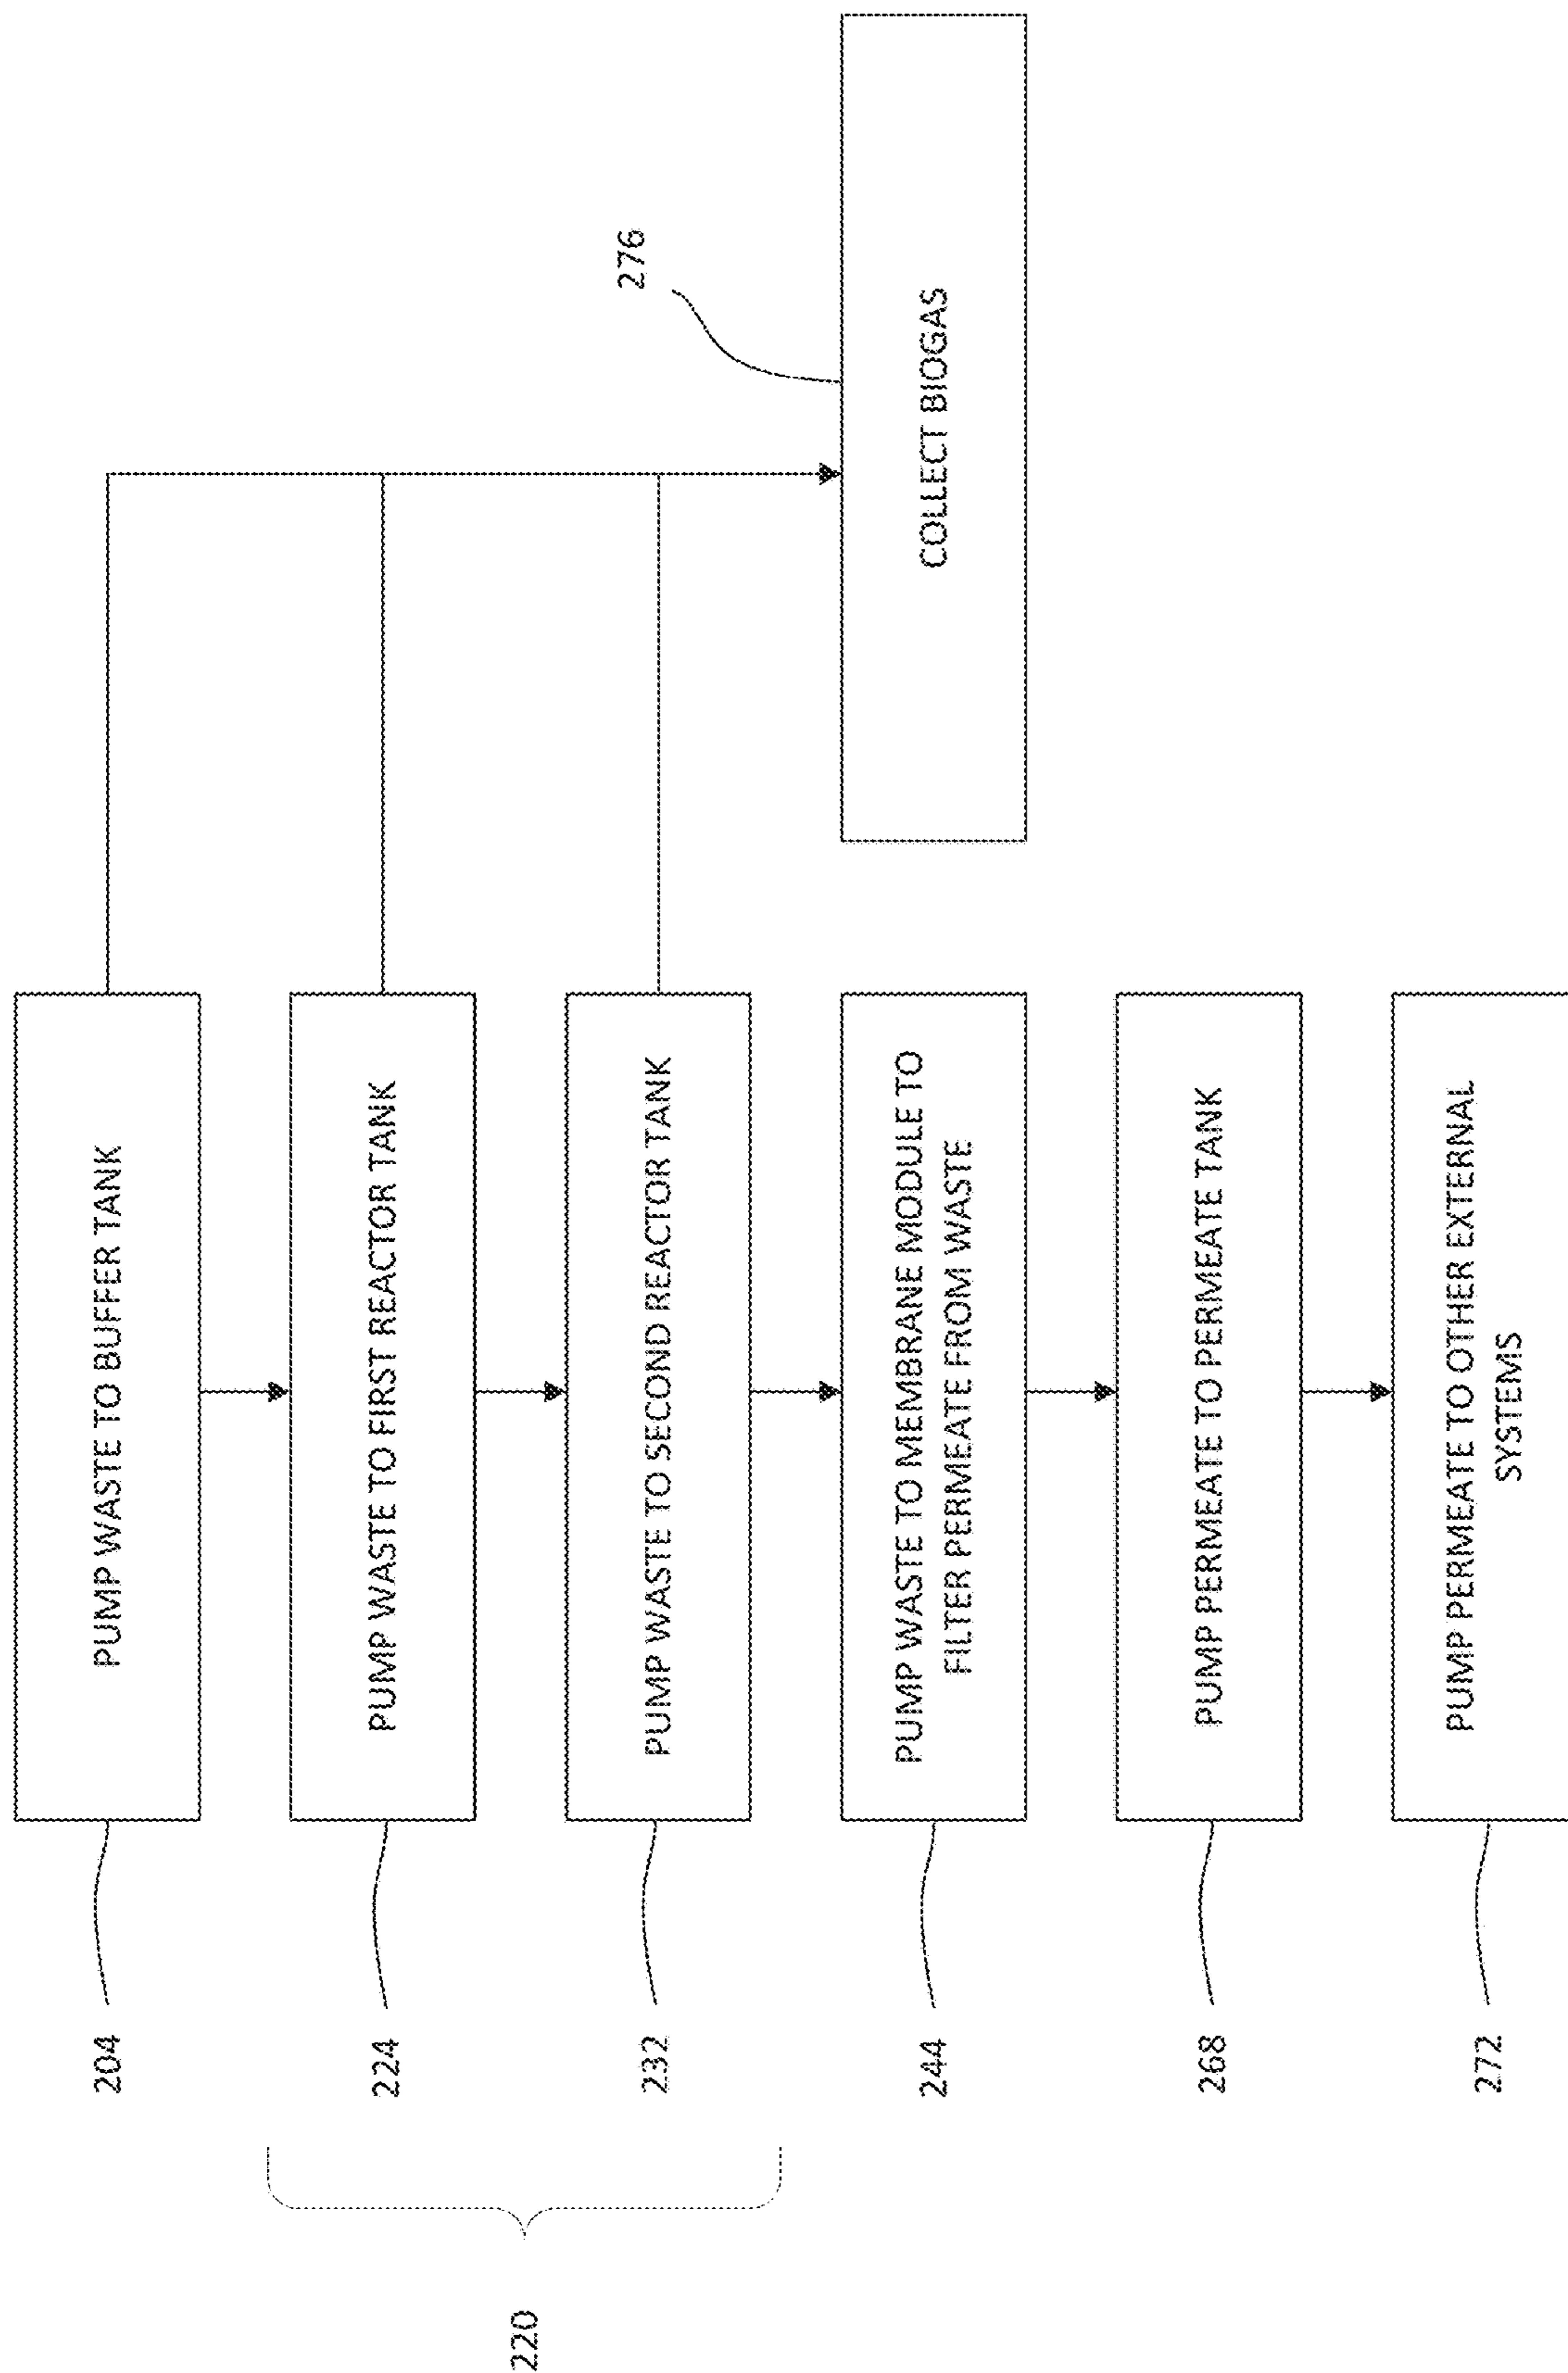 204
PUMP WASTE TO BUFFER TANK
220
224
PUMP WASTE TO FIRST REACTOR TANK
232
PUMP WASTE TO SECOND REACTOR TANK
276
244
PUMP WASTE TO MEMBRANE MODULE TO
FILTER PERMEATE FROM WASTE
COLLECT BIOGAS
268
PUMP PERMEATE TO PERMEATE TANK
272
PUMP PERMEATE TO OTHER EXTERNAL
SYSTEMS